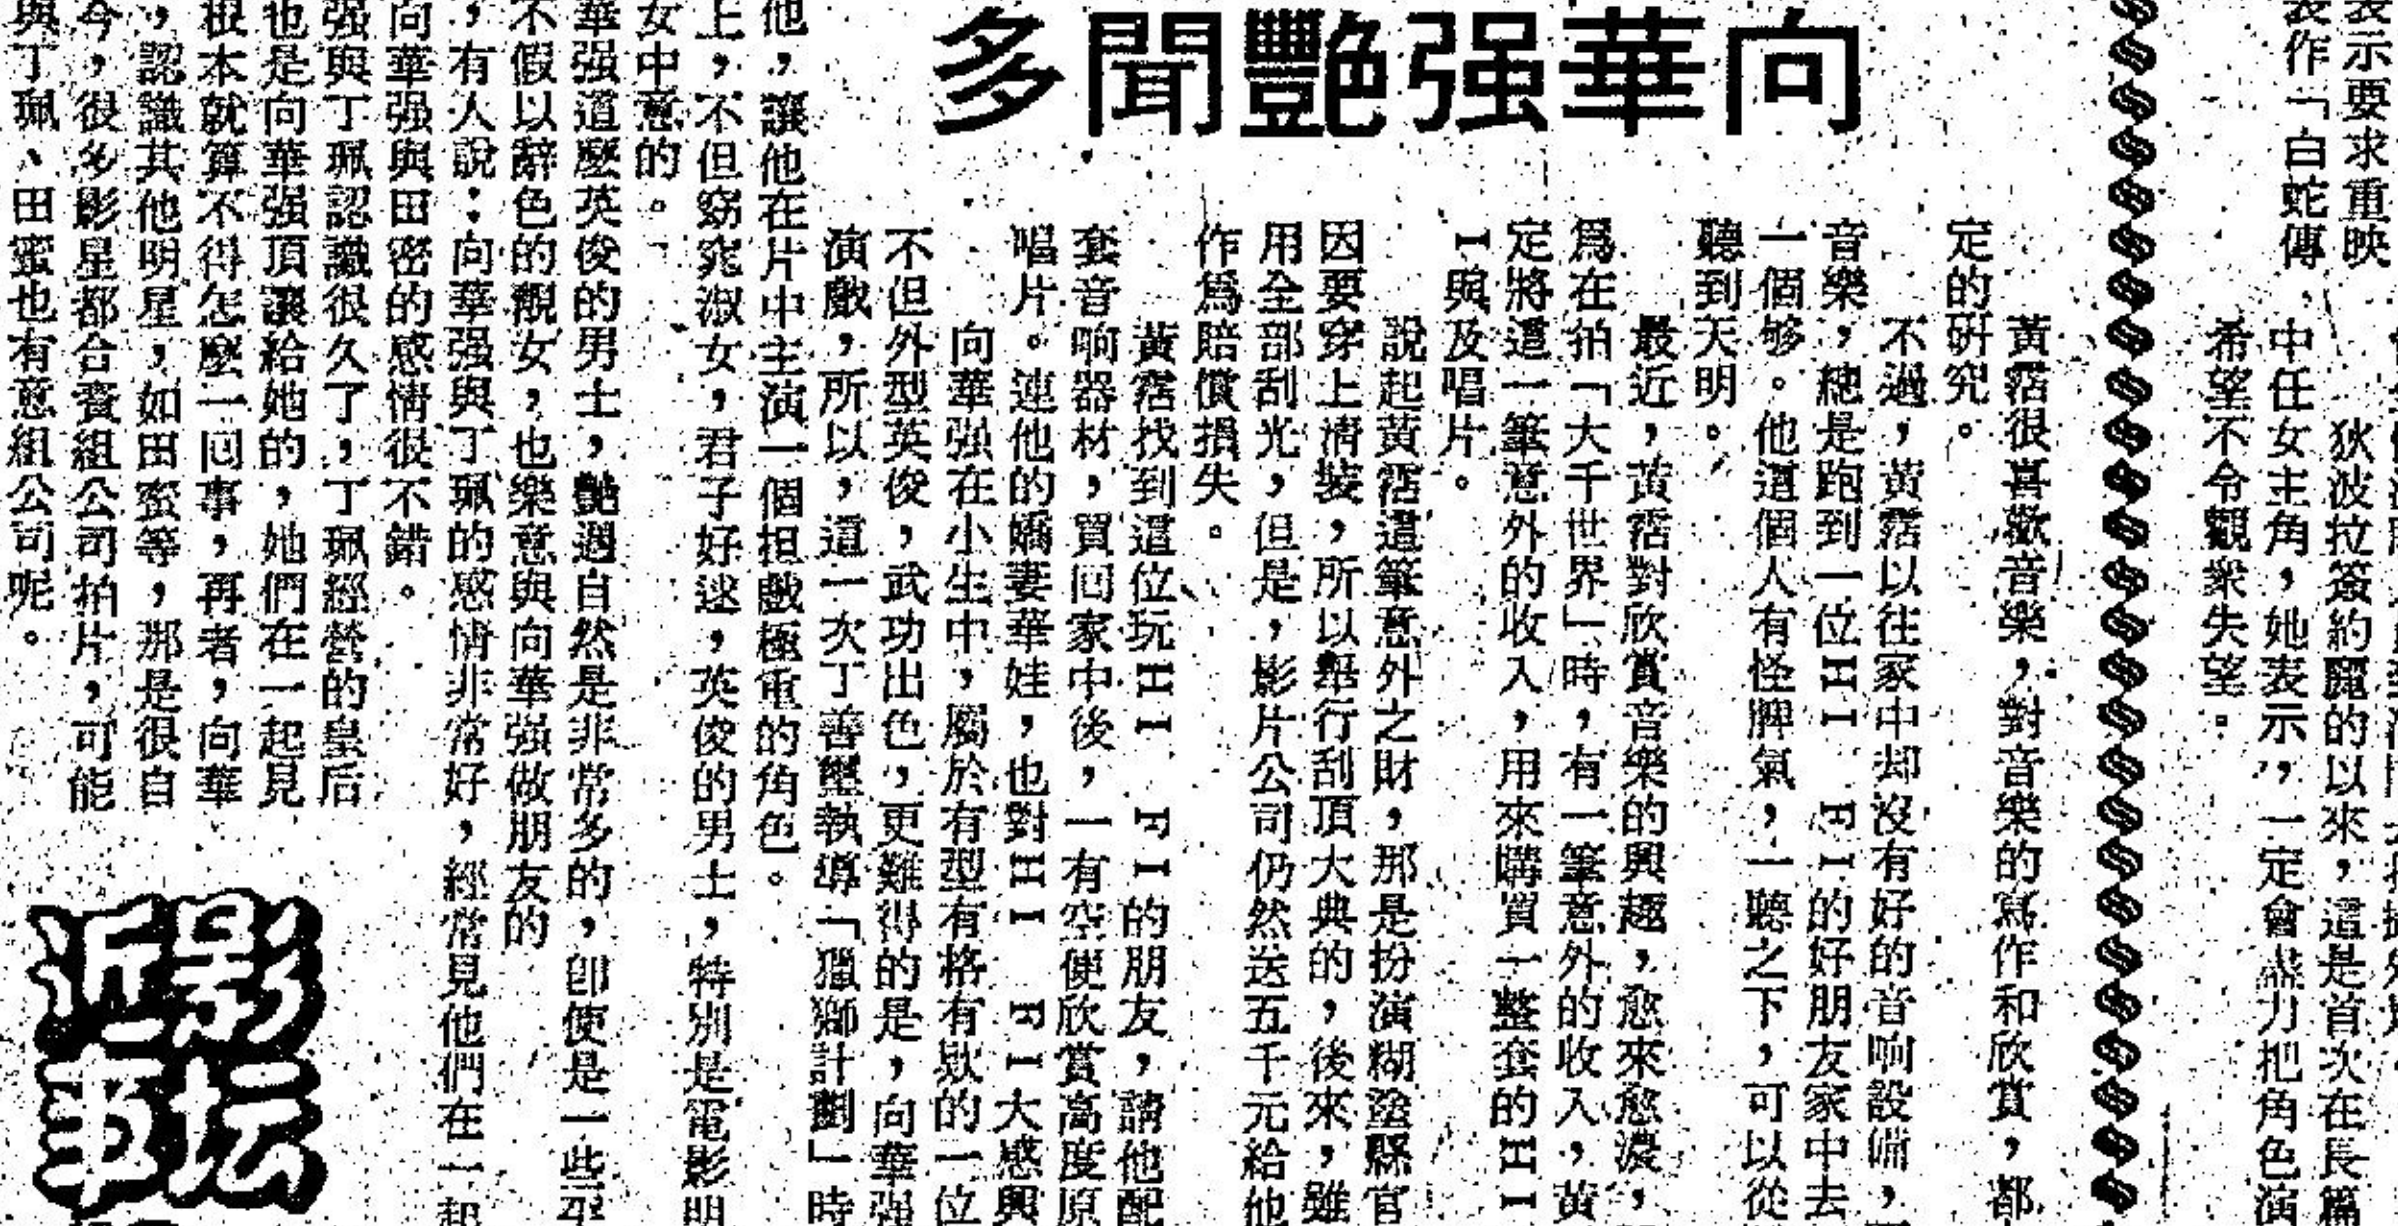 表示要求重映
表作「白蛇傳
狄波拉簽約麗的以來，這是首次在長篇
中任女主角，她表示，一定會盡力把角色演
希望不令觀衆失望。
向華强艷聞多
黃霑很喜歡音樂，對音樂的寫作和欣賞，都
定的研究。
不過，黃霑以往家中却沒有好的音响設備，
音樂，總是跑到一位HI FI的好朋友家中去
一個够。他這個人有怪脾氣，一聽之下，可以從
聽到天明。
最近，黃霑對欣賞音樂的興趣，愈來愈濃，
爲在拍「大千世界」時，有一筆意外的收入，黃
定將這一筆意外的收入，用來購買一整套的HI
I與及唱片。
說起黃霑這筆意外之財，那是扮演糊塗縣官
因要穿上清裝，所以舉行刮頂大典的，後來，雖
用全部刮光，但是，影片公司仍然送五千元給他
作爲賠償損失。
黃霑找到這位玩HI FI的朋友，請他配
套音响器材，買回家中後，一有空便欣賞高度原
唱片。連他的嬌妻華娃，也對HI FI大感興
向華强在小生中，屬於有型有格有欵的一位
不但外型英俊，武功出色，更難得的是，向華强
演戲，所以，這一次丁善璽執導「獵獅計劃」時
他，讓他在片中主演一個担戲極重的角色。
上，不但窈窕淑女，君子好逑，英俊的男士，特別是電影明
女中意的。
華强這麼英俊的男士，艷遇自然是非常多的，卽使是一些平
不假以辭色的靚女，也樂意與向華强做朋友的
，有人說：向華强與丁珮的感情非常好，經常見他們在一起
向華强與田密的感情很不錯。
强與丁珮認識很久了，丁珮經營的皇后
也是向華强頂讓給她的，她們在一起見
根本就算不得怎麼一回事，再者，向華
，認識其他明星，如田蜜等，那是很自
今，很多影星都合資組公司拍片，可能
與丁珮、田蜜也有意組公司呢。
影坛
近事